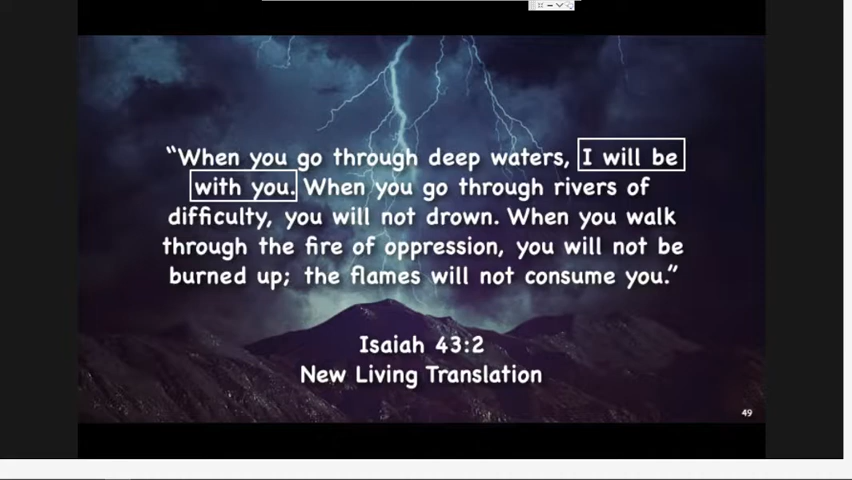 “When you go through deep waters, I will be
with you. When you go through rivers of
difficulty, you will not drown. When you walk
through the fire of oppression, you will not be
burned up; the flames will not consume you.”
Isaiah 43:2
New Living Translation
49